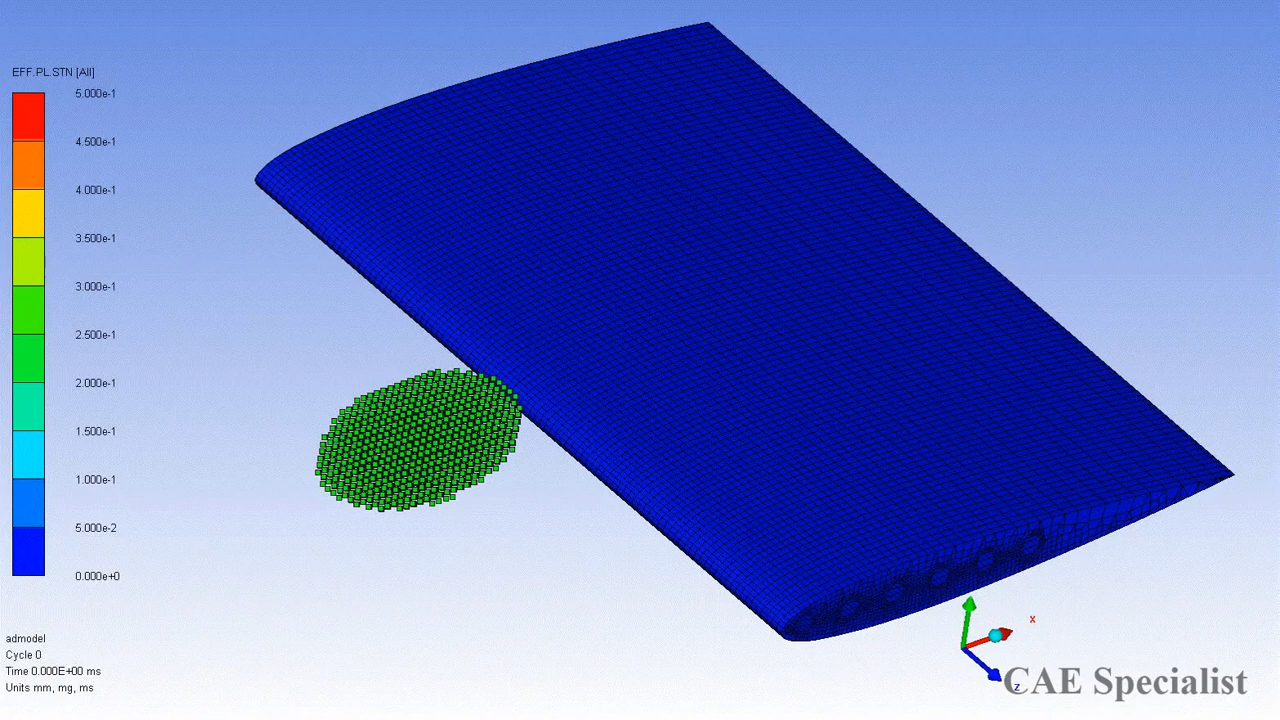 EFF.PL.STN [All]
5.000e-1
4.500e-1
4.000e-1
3.500e-1
3.000e-1
2.500e-1
2.000e-1
1.500e-1
1.000e-1
5.000e-2
0.000e+0
admodel
Cycle 0
Time 0.000E+00 ms
Units mm, mg, ms
x
z
CAE Specialist